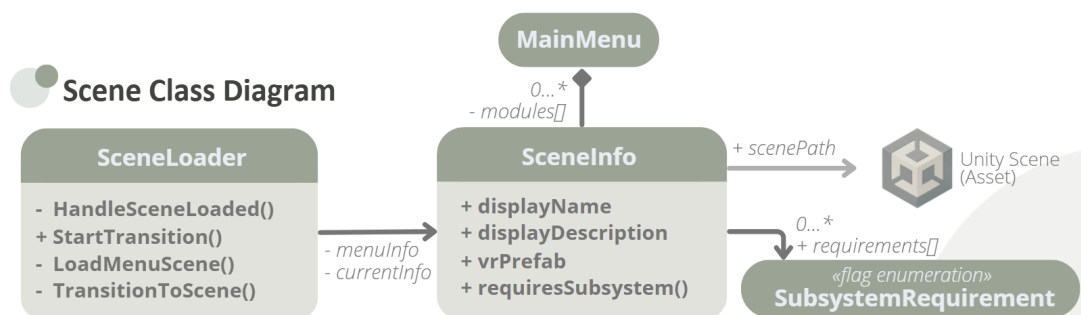 MainMenu
Scene Class Diagram
0...*
- modules[]
SceneLoader
- HandleSceneLoaded()
+ StartTransition()
- LoadMenuScene()
- TransitionToScene()
- menuInfo
- currentInfo
SceneInfo
+ displayName
+ displayDescription
+ vrPrefab
+ requiresSubsystem()
+ scenePath
Unity Scene
(Asset)
0...*
+ requirements[]
«flag enumeration»
SubsystemRequirement